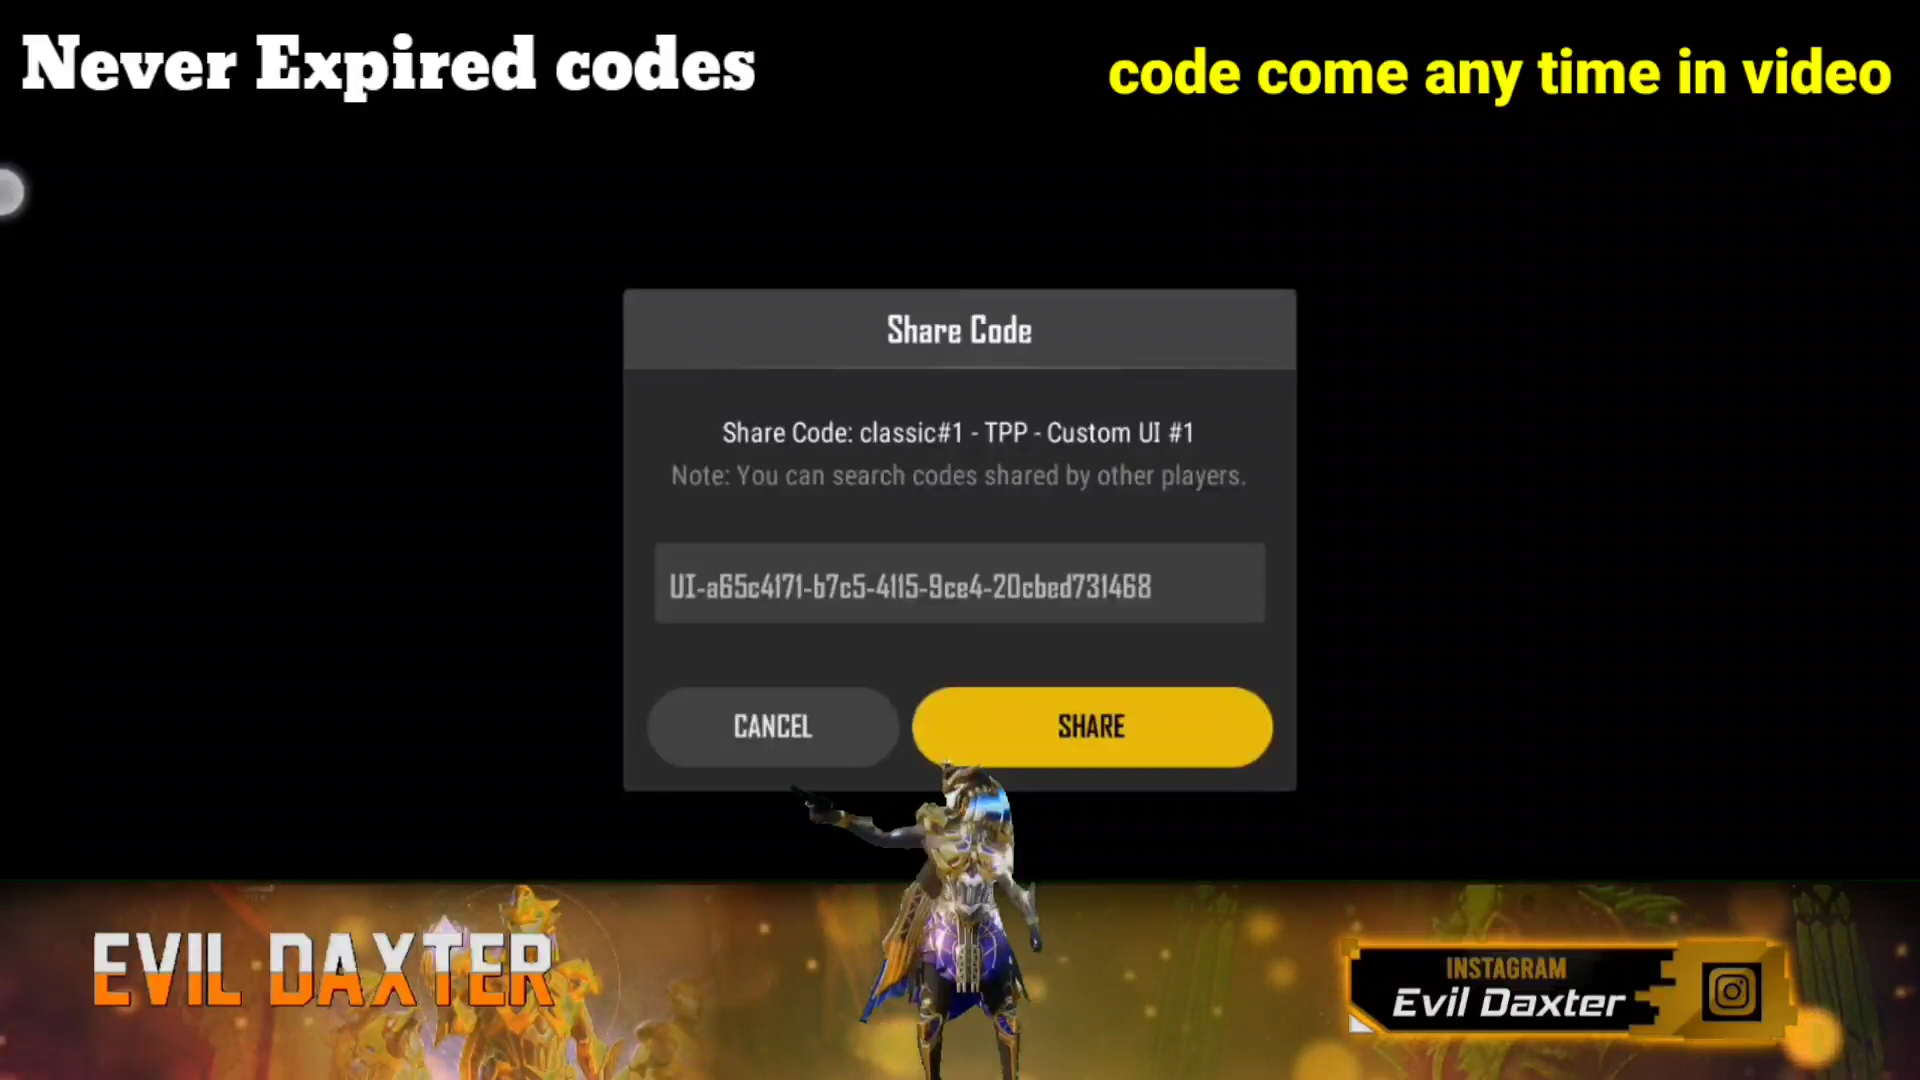 Never Expired codes
code come any time in video
Share Code
Share Code: classic#1 - TPP - Custom UI #1
Note: You can search codes shared by other players.
UI-a65c4171-b7c5-4115-9ce4-20cbed731468
CANCEL
SHARE
EVIL DAXTER
INSTAGRAM
Evil Daxter